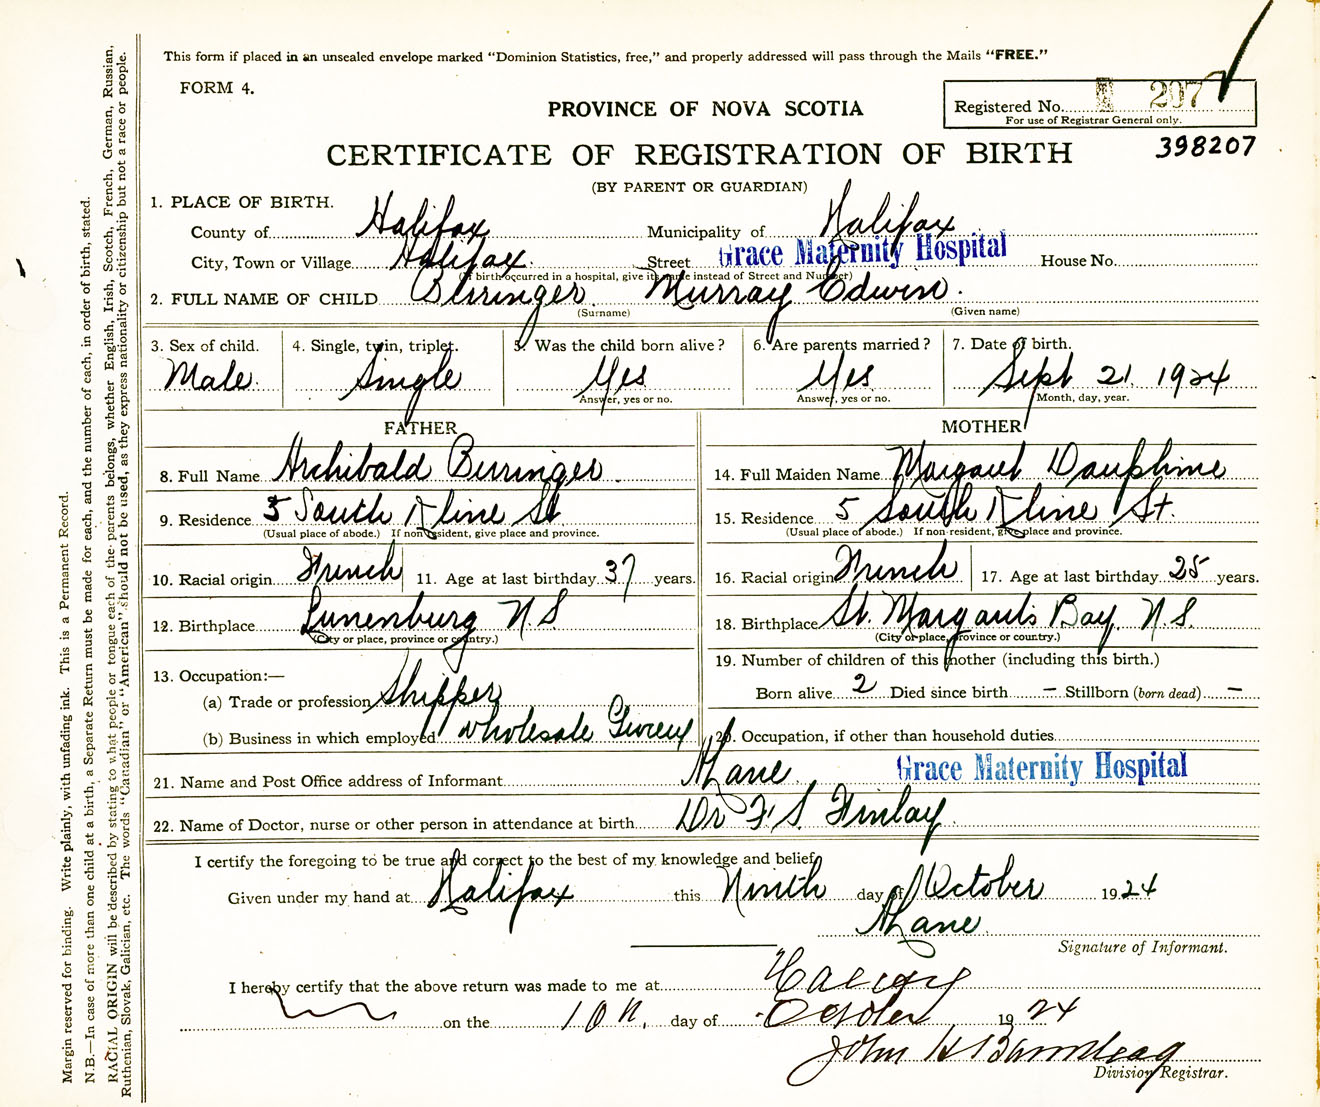 This form if placed in an unsealed envelope marked "Dominion Statistics, free," and properly addressed will pass through the Mails "FREE."
FORM 4.
Registered No. 207
For use of Registrar General only.
PROVINCE OF NOVA SCOTIA
398207
CERTIFICATE OF REGISTRATION OF BIRTH
(BY PARENT OR GUARDIAN)
1. PLACE OF BIRTH.
County of Halifax Municipality of Halifax
City, Town or Village Halifax Street Grace Maternity Hospital House No.
(If birth occurred in a hospital, give its name instead of Street and Number)
2. FULL NAME OF CHILD Berringer Murray Edwin.
(Surname) (Given name)
3. Sex of child. 4. Single, twin, triplet. 5. Was the child born alive? 6. Are parents married? 7. Date of birth.
Male. Single Yes Yes Sept 21 1924
Answer, yes or no. Answer, yes or no. Month, day, year.
FATHER MOTHER
8. Full Name Archibald Berringer. 14. Full Maiden Name Margaret Dauphine
9. Residence 5 South Kline St 15. Residence 5 South Kline St.
(Usual place of abode.) If non-resident, give place and province. (Usual place of abode.) If non-resident, give place and province.
10. Racial origin French 11. Age at last birthday 37 years. 16. Racial origin French 17. Age at last birthday 25 years.
12. Birthplace Lunenburg N.S 18. Birthplace St. Margarets Bay, N.S.
(City or place, province or country.) (City or place, province or country.)
13. Occupation:— 19. Number of children of this mother (including this birth.)
(a) Trade or profession Shipper Born alive 2 Died since birth – Stillborn (born dead) –
(b) Business in which employed wholesale 20. Occupation, if other than household duties
21. Name and Post Office address of Informant Lane Grace Maternity Hospital
22. Name of Doctor, nurse or other person in attendance at birth Dr F. S. Finlay.
I certify the foregoing to be true and correct to the best of my knowledge and belief,
Given under my hand at Halifax this Ninth day of October 1924
Lane
Signature of Informant.
I hereby certify that the above return was made to me at
on the 10th. day of October 1924
John H Barnstead
Division Registrar.
Margin reserved for binding. Write plainly, with unfading ink. This is a Permanent Record.
N.B.—In case of more than one child at a birth, a Separate Return must be made for each, and the number of each, in order of birth, stated.
RACIAL ORIGIN will be described by stating to what people or tongue each of the parents belongs, whether English, Irish, Scotch, French, German, Russian,
Ruthenian, Slovak, Galician, etc. The words "Canadian" or "American" should not be used, as they express nationality or citizenship but not a race or people.